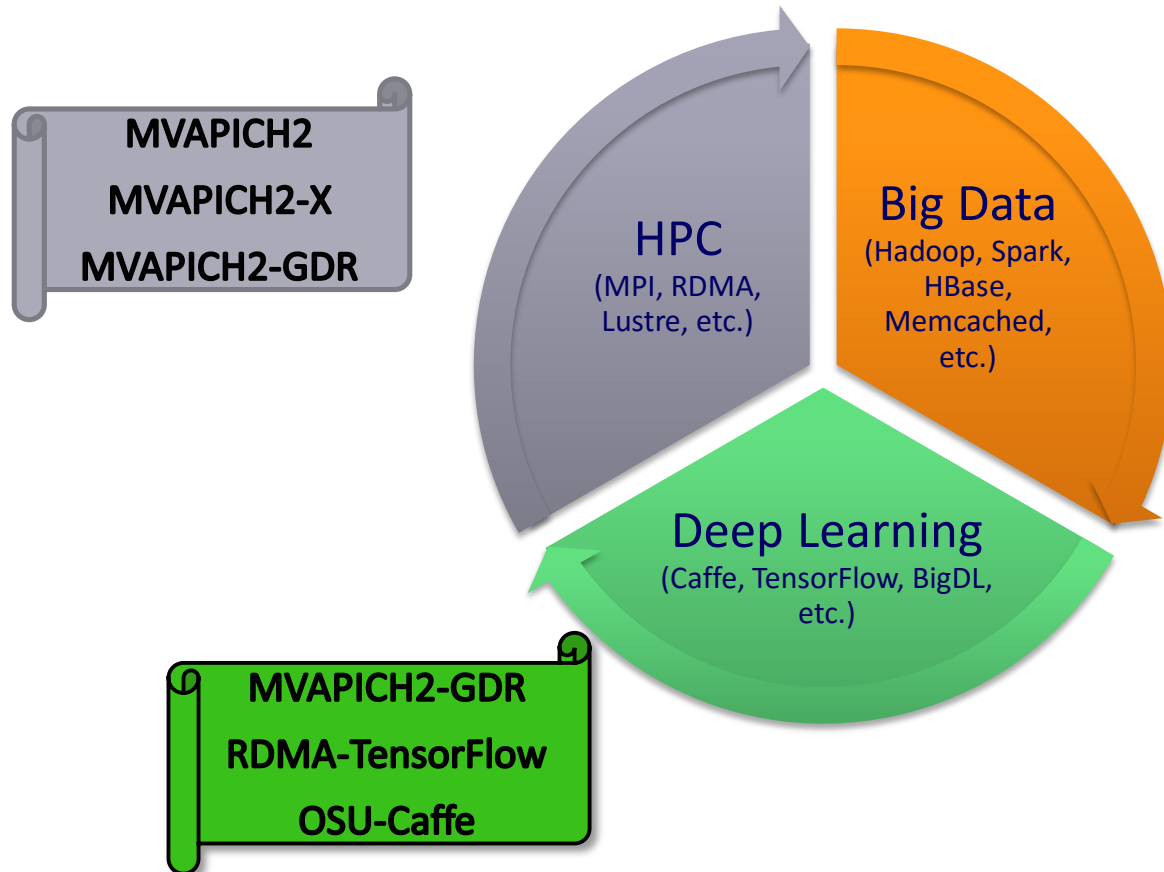 MVAPICH2
MVAPICH2-X
MVAPICH2-GDR
HPC
(MPI, RDMA,
Lustre, etc.)
Big Data
(Hadoop, Spark,
HBase,
Memcached,
etc.)
Deep Learning
(Caffe, TensorFlow, BigDL,
etc.)
MVAPICH2-GDR
RDMA-TensorFlow
OSU-Caffe